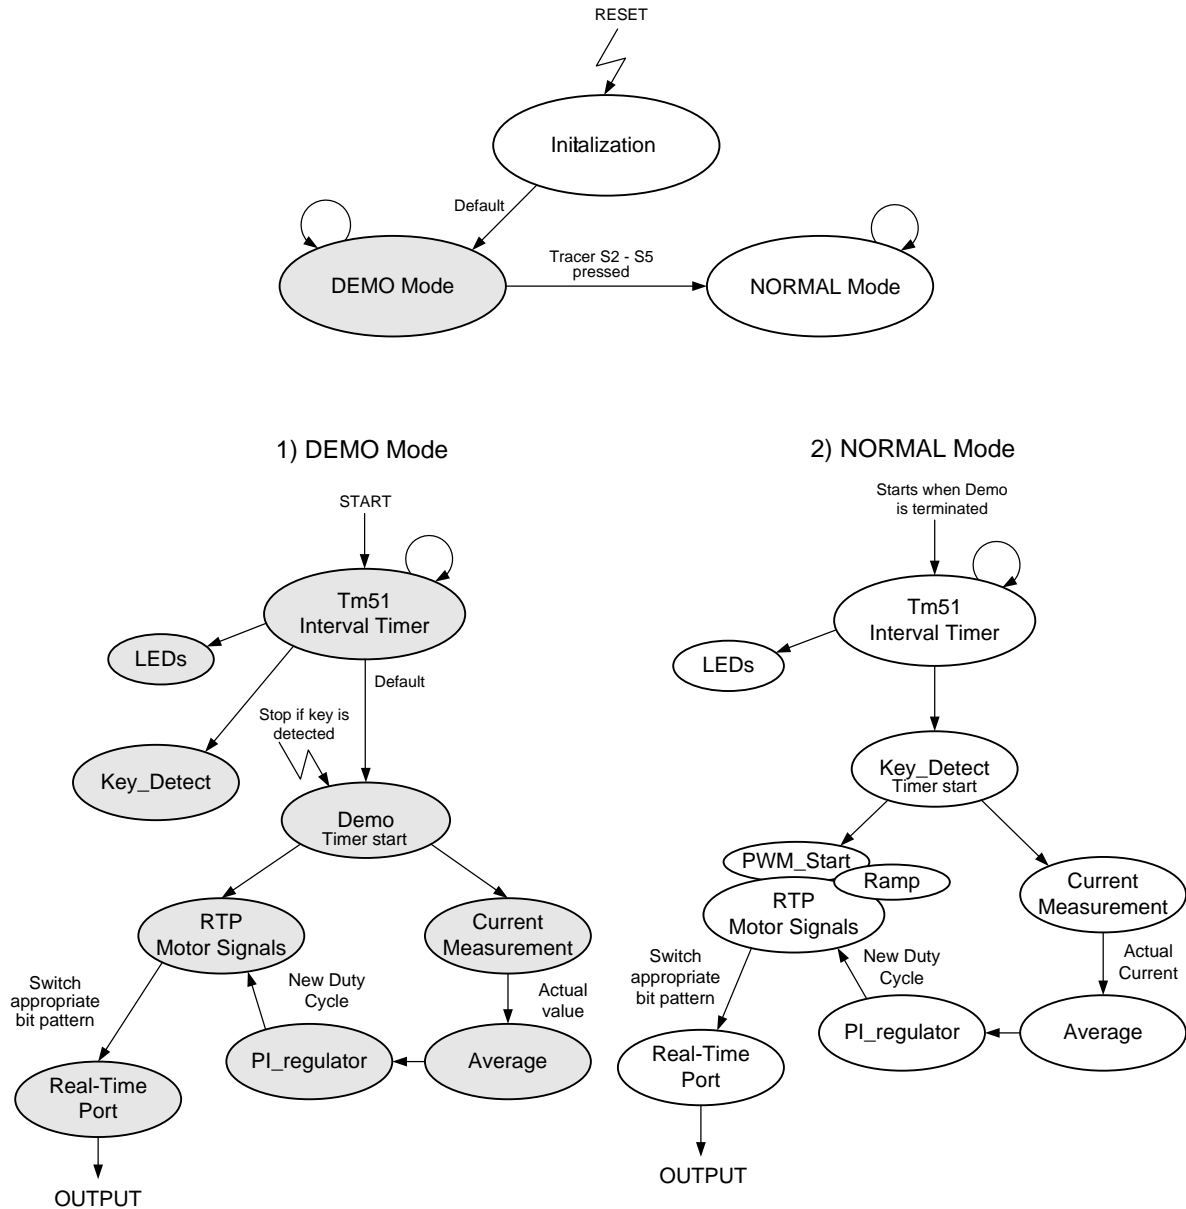 RESET
Initalization
Default
DEMO Mode
Tracer S2 - S5
pressed
NORMAL Mode
1) DEMO Mode
START
Tm51
Interval Timer
LEDs
Default
Stop if key is
detected
Key_Detect
Demo
Timer start
RTP
Motor Signals
Current
Measurement
Switch
appropriate
bit pattern
New Duty
Cycle
Actual
value
PI_regulator
Average
Real-Time
Port
OUTPUT
2) NORMAL Mode
Starts when Demo
is terminated
Tm51
Interval Timer
LEDs
Key_Detect
Timer start
PWM_Start
Ramp
RTP
Motor Signals
Current
Measurement
Switch
appropriate
bit pattern
New Duty
Cycle
Actual
Current
PI_regulator
Average
Real-Time
Port
OUTPUT